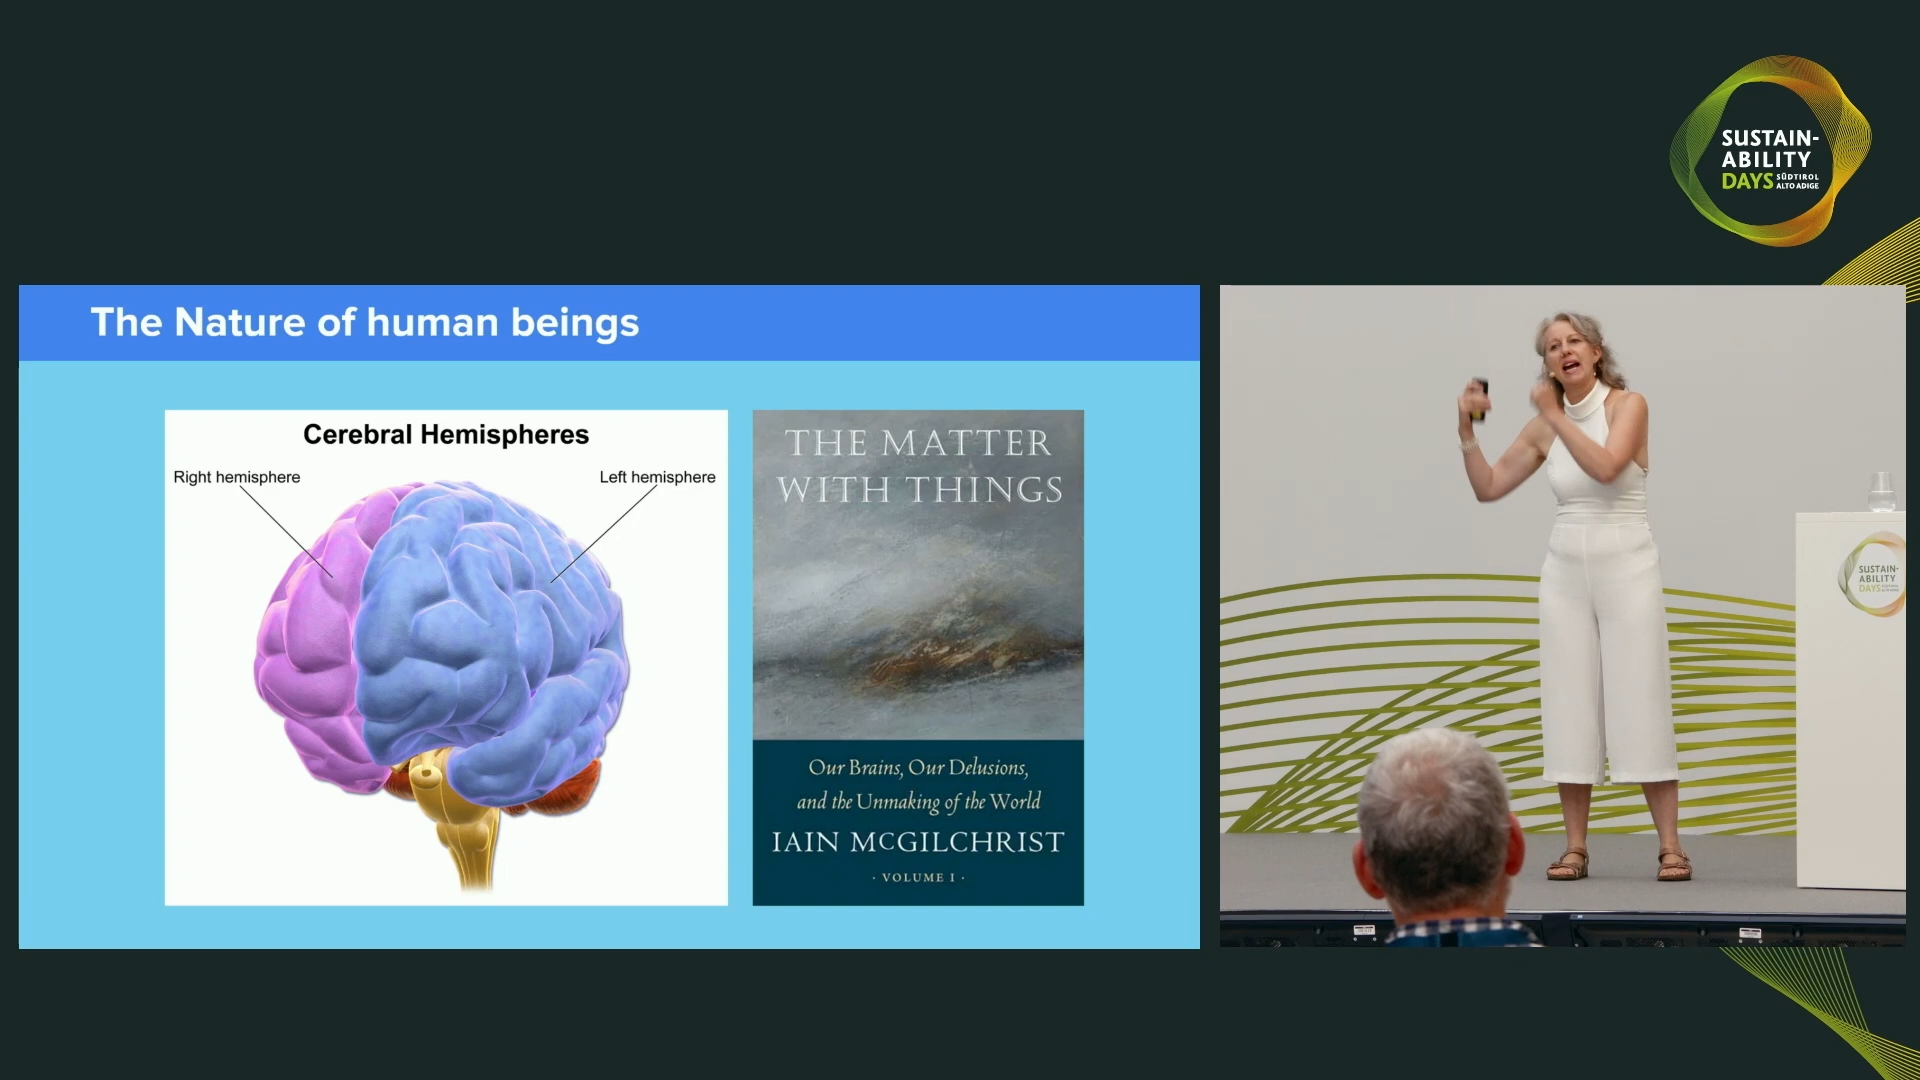 SUSTAIN-
ABILITY
DAYS SÜDTIROL
ALTO ADIGE
The Nature of human beings
Cerebral Hemispheres
Right hemisphere
Left hemisphere
THE MATTER
WITH THINGS
Our Brains, Our Delusions,
and the Unmaking of the World
IAIN McGILCHRIST
· VOLUME I ·
SUSTAIN-
ABILITY
DAYS